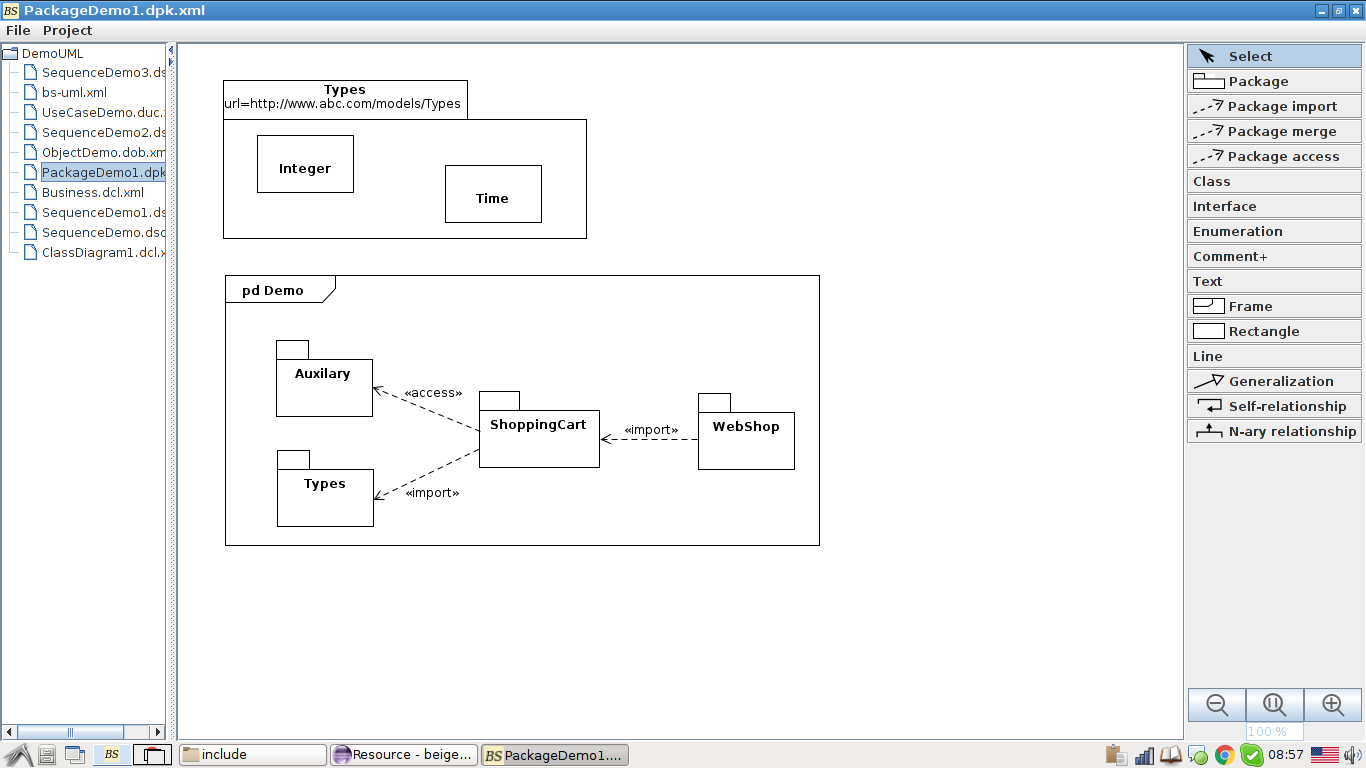 BS PackageDemo1.dpk.xml
File Project
DemoUML
SequenceDemo3.ds
bs-uml.xml
UseCaseDemo.duc.
SequenceDemo2.ds
ObjectDemo.dob.xm
PackageDemo1.dpk
Business.dcl.xml
SequenceDemo1.ds
SequenceDemo.dsc
ClassDiagram1.dcl.x
Types
url=http://www.abc.com/models/Types
Integer
Time
pd Demo
Auxilary
«access»
ShoppingCart
«import»
WebShop
Types
«import»
Select
Package
Package import
Package merge
Package access
Class
Interface
Enumeration
Comment+
Text
Frame
Rectangle
Line
Generalization
Self-relationship
N-ary relationship
100 %
BS
include
Resource - beige...
BS PackageDemo1....
08:57